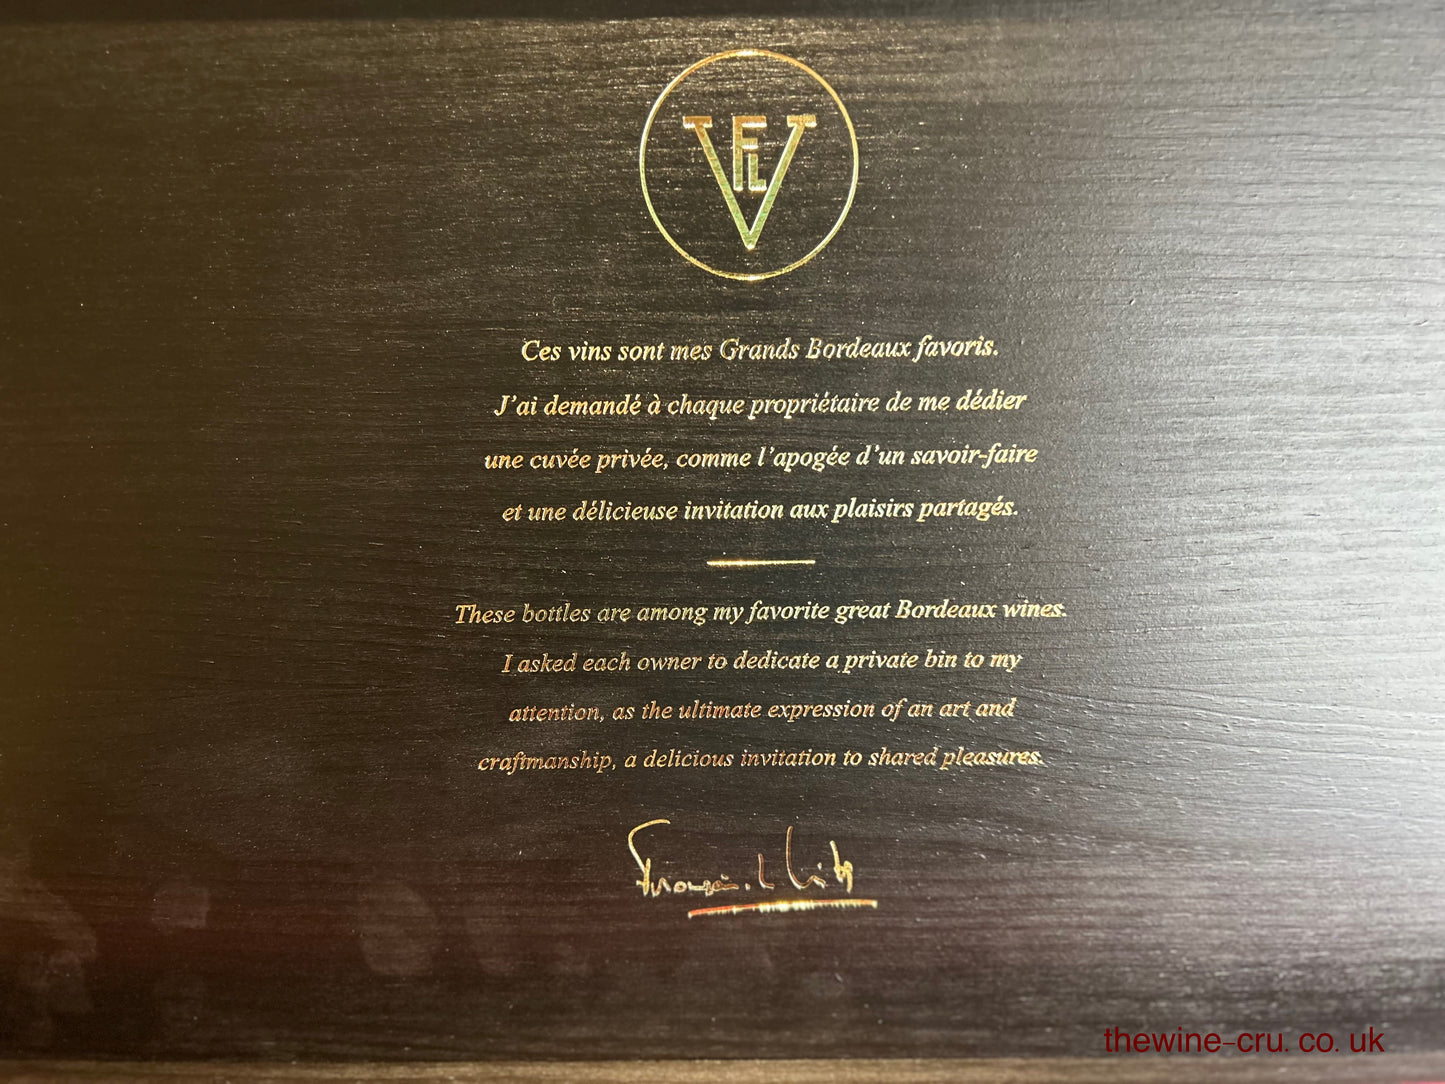 V
FL
Ces vins sont mes Grands Bordeaux favoris.
J'ai demandé à chaque propriétaire de me dédier
une cuvée privée, comme l'apogée d'un savoir-faire
et une délicieuse invitation aux plaisirs partagés.
These bottles are among my favorite great Bordeaux wines.
I asked each owner to dedicate a private bin to my
attention, as the ultimate expression of an art and
craftmanship, a delicious invitation to shared pleasures.
thewine-cru. co. uk